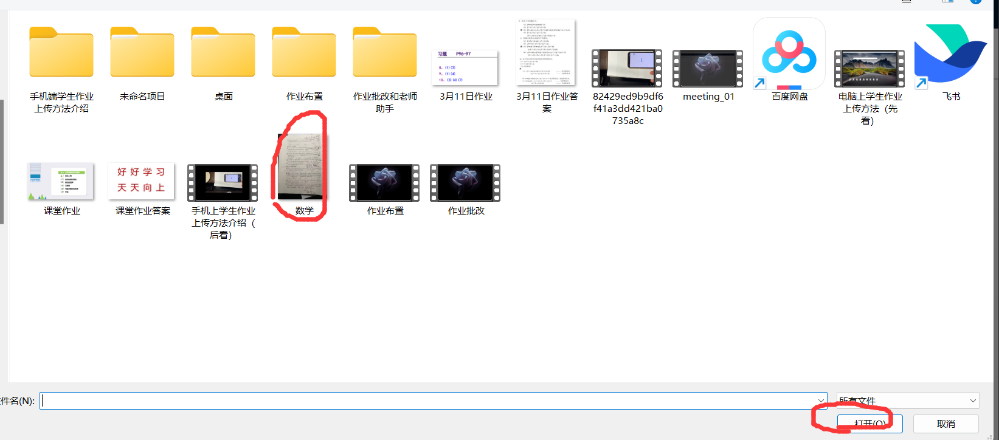 手机端学生作业
上传方法介绍
未命名项目
桌面
作业布置
作业批改和老师
助手
习题 P96-97
8、(1)(3)
9、(1)(4)
10、(3)(4)(7)
3月11日作业
3月11日作业答
案
82429ed9b9df6
f41a3dd421ba0
735a8c
meeting_01
百度网盘
电脑上学生作业
上传方法（先
看）
飞书
课堂作业
好好学习
天天向上
课堂作业答案
手机上学生作业
上传方法介绍（
后看）
数学
作业布置
作业批改
件名(N):
所有文件
打开(O)
取消